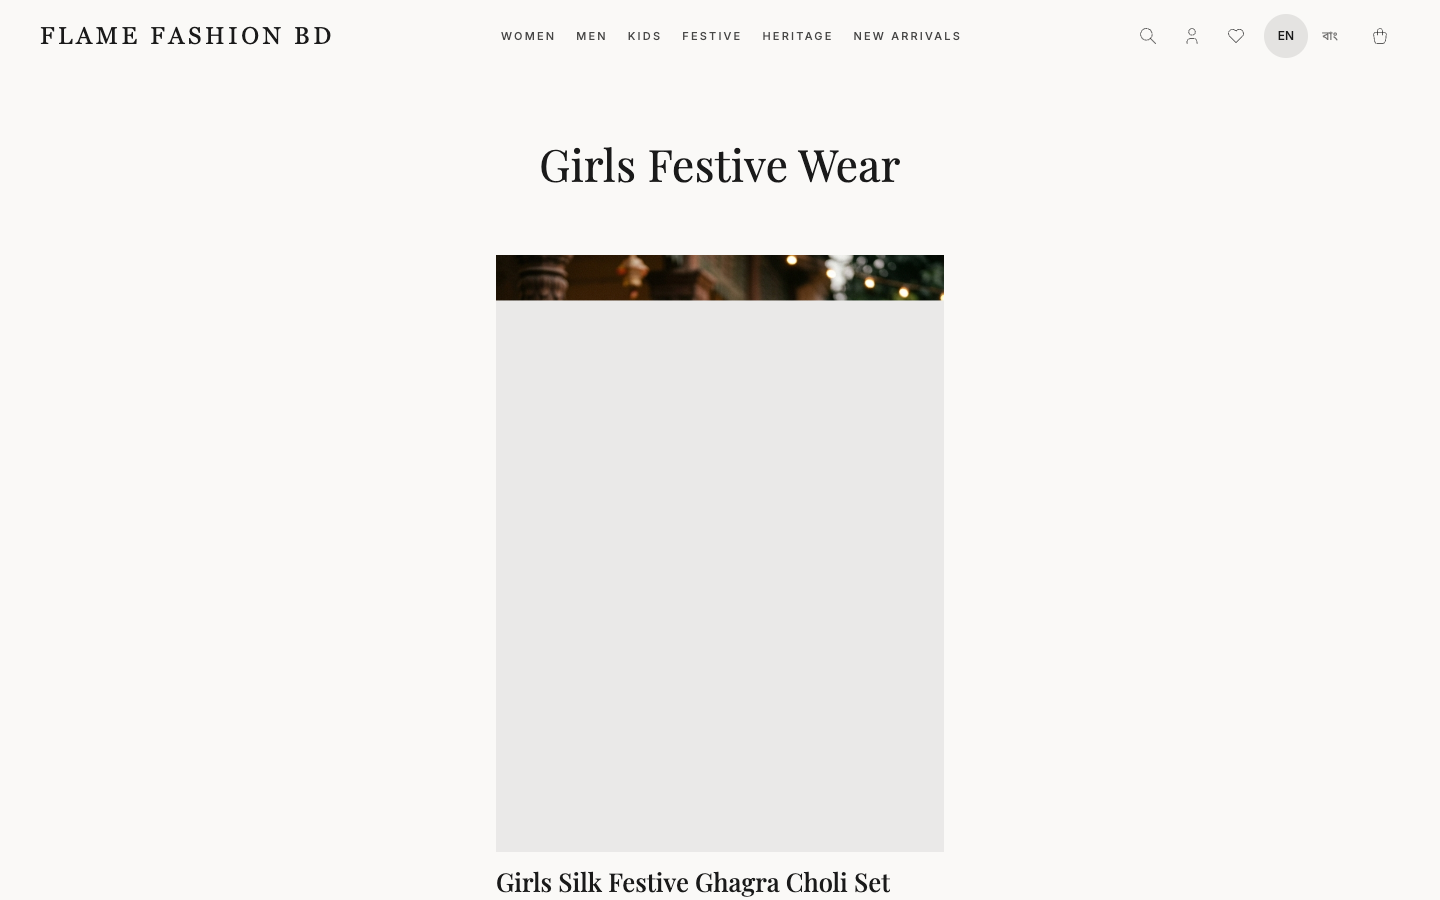 FLAME FASHION BD
WOMEN MEN KIDS FESTIVE HERITAGE NEW ARRIVALS
EN বাং
Girls Festive Wear
Girls Silk Festive Ghagra Choli Set